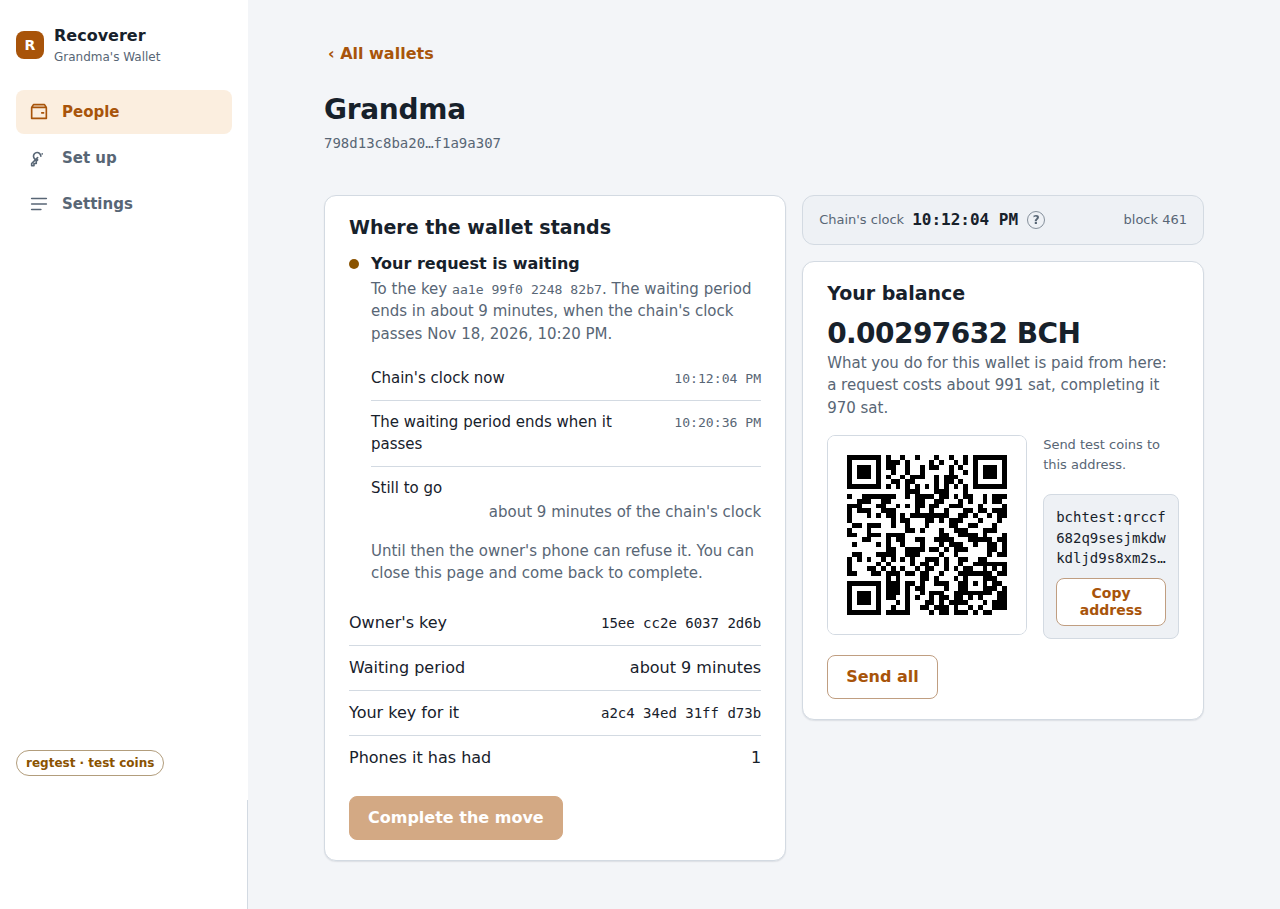 R
Recoverer
Grandma's Wallet
People
Set up
Settings
regtest · test coins
‹ All wallets
Grandma
798d13c8ba20…f1a9a307
Where the wallet stands
Your request is waiting
To the key aa1e 99f0 2248 82b7. The waiting period
ends in about 9 minutes, when the chain's clock
passes Nov 18, 2026, 10:20 PM.
Chain's clock now 10:12:04 PM
The waiting period ends when it 10:20:36 PM
passes
Still to go
about 9 minutes of the chain's clock
Until then the owner's phone can refuse it. You can
close this page and come back to complete.
Owner's key 15ee cc2e 6037 2d6b
Waiting period about 9 minutes
Your key for it a2c4 34ed 31ff d73b
Phones it has had 1
Complete the move
Chain's clock 10:12:04 PM ? block 461
Your balance
0.00297632 BCH
What you do for this wallet is paid from here:
a request costs about 991 sat, completing it
970 sat.
Send test coins to
this address.
bchtest:qrccf
682q9sesjmkdw
kdljd9s8xm2s…
Copy
address
Send all